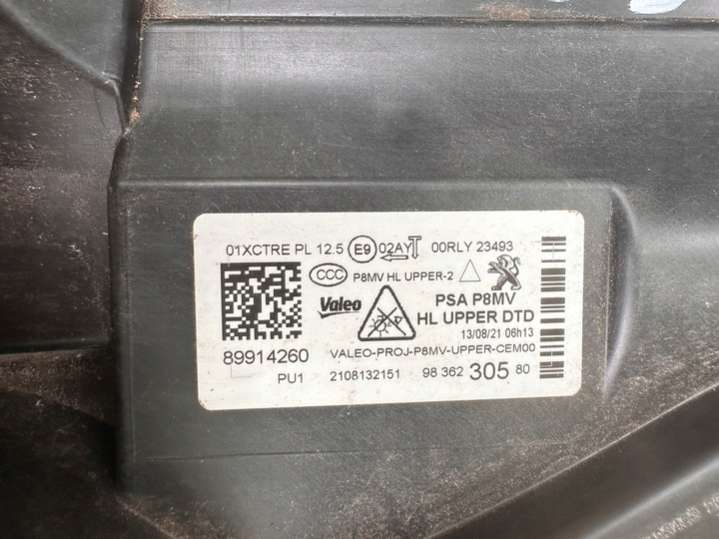 01XCTRE PL 12.5 E9 02AY 00RLY 23493
CCC P8MV HL UPPER-2
Valeo PSA P8MV
HL UPPER DTD
13/08/21 06h13
89914260 VALEO-PROJ-P8MV-UPPER-CEM00
PU1 2108132151 98 362 305 80